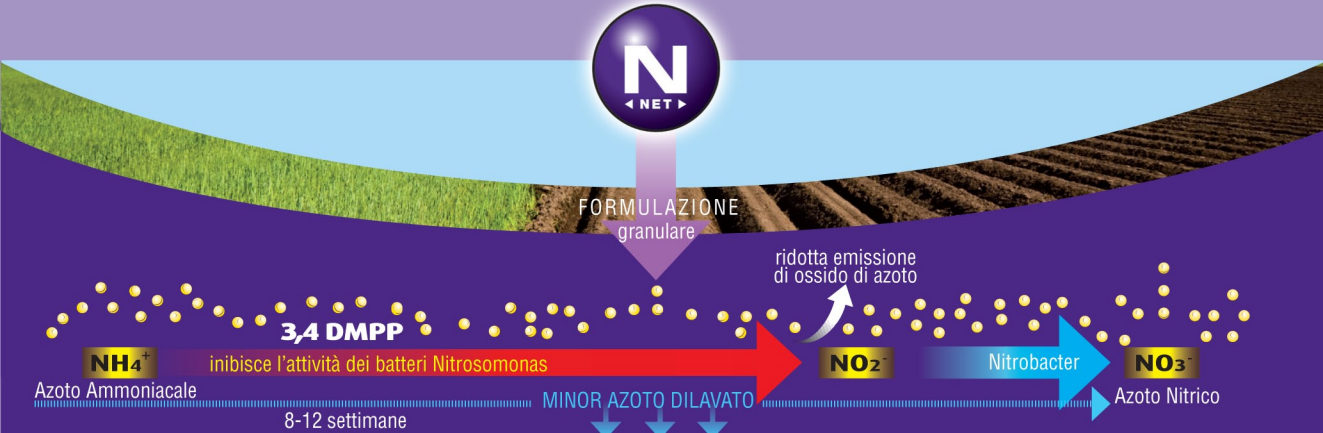 N
NET
FORMULAZIONE
granulare
ridotta emissione
di ossido di azoto
3,4 DMPP
NH4+
inibisce l'attività dei batteri Nitrosomonas
NO2-
Nitrobacter
NO3-
Azoto Ammoniacale
MINOR AZOTO DILAVATO
Azoto Nitrico
8-12 settimane